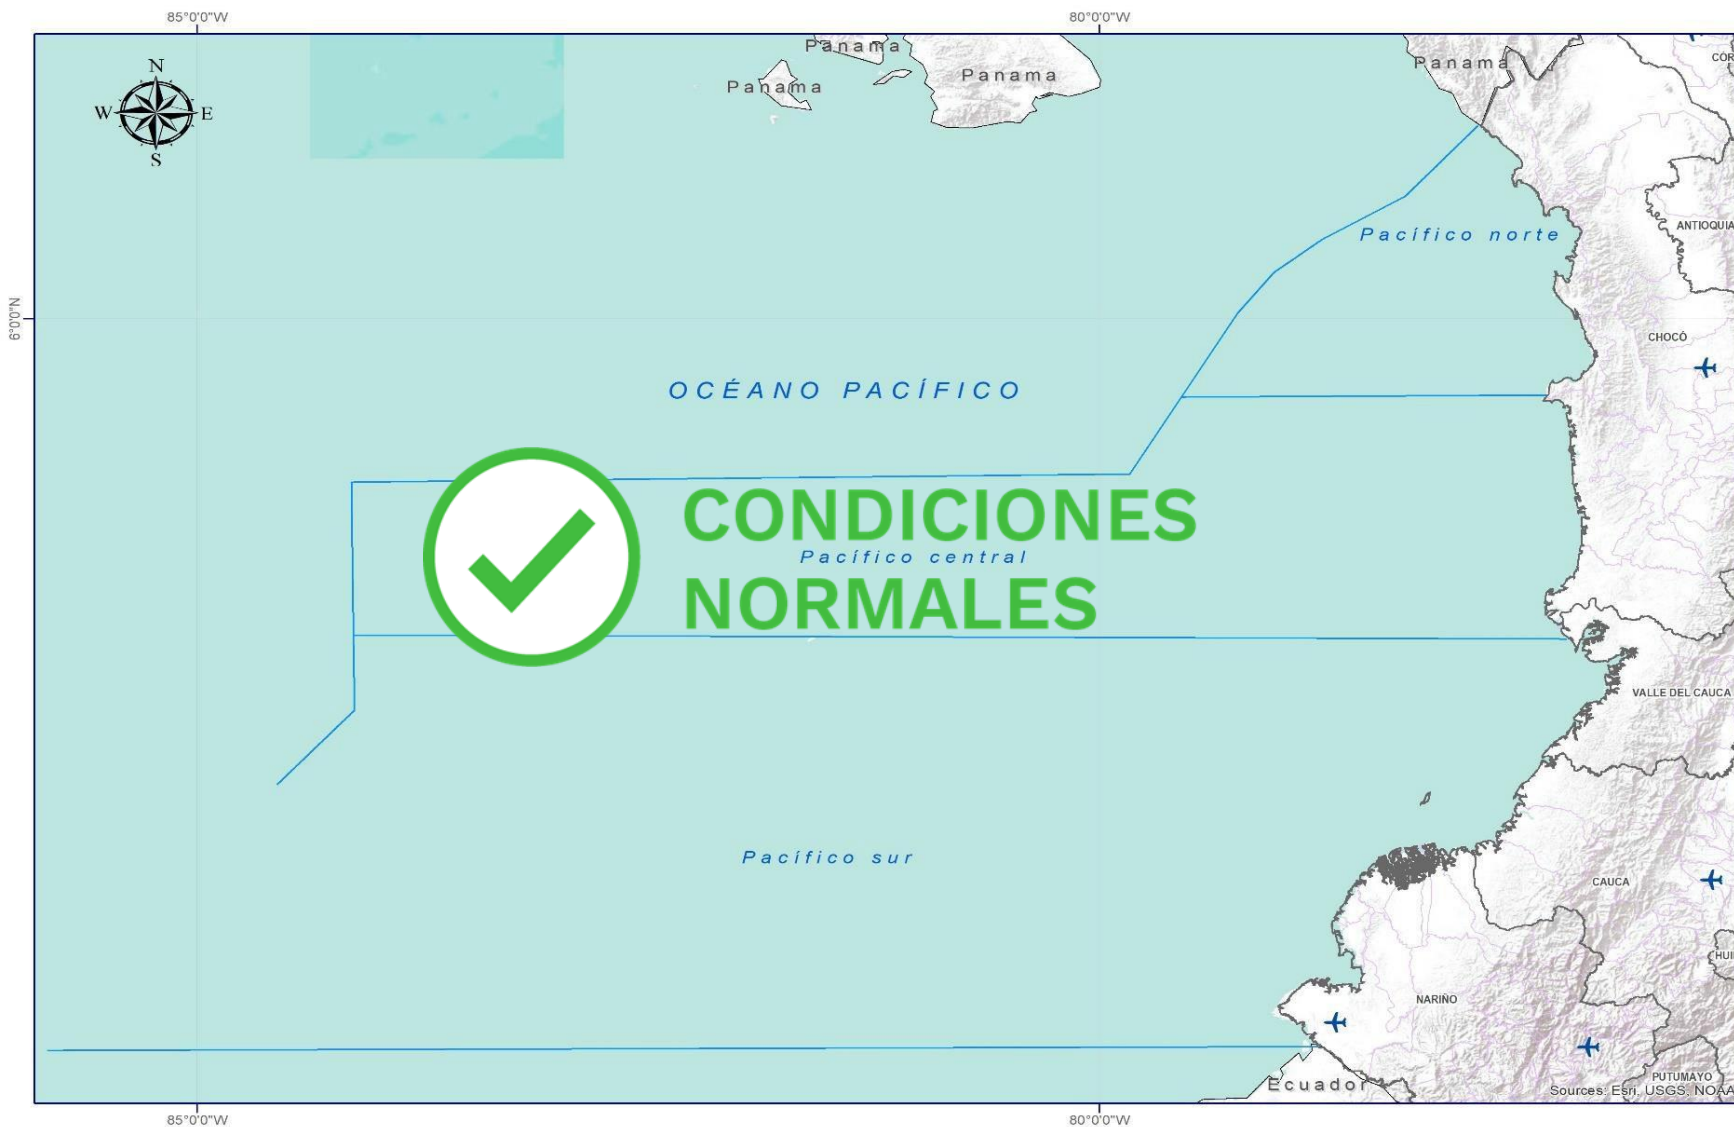 85°0'0"W
80°0'0"W
N
W
E
S
Panama
Panama
Panama
Panama
CÓR
Pacífico norte
ANTIOQUIA
6°0'0"N
CHOCÓ
OCÉANO PACÍFICO
CONDICIONES
Pacífico central
NORMALES
VALLE DEL CAUCA
Pacífico sur
CAUCA
HUI
NARIÑO
Ecuador
PUTUMAYO
Sources: Esri, USGS, NOAA
85°0'0"W
80°0'0"W